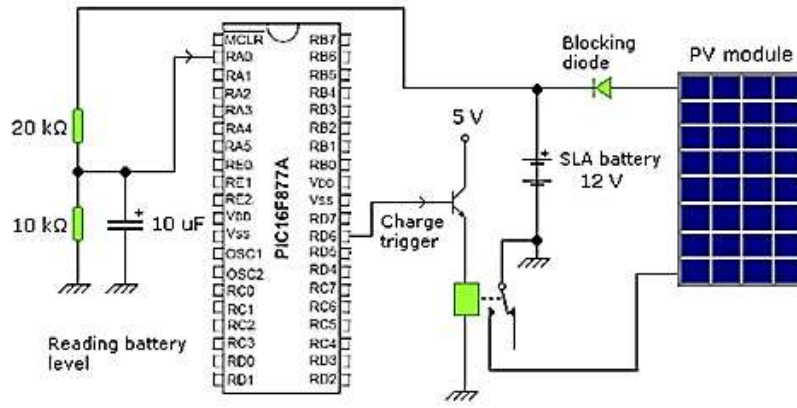 MCLR
RA0
RA1
RA2
RA3
RA4
RA5
RE0
RE1
RE2
VDD
VSS
OSC1
OSC2
RC0
RC1
RC2
RC3
RD0
RD1
PIC16F877A
RB7
RB6
RB5
RB4
RB3
RB2
RB1
RB0
VDD
VSS
RD7
RD6
RD5
RD4
RC7
RC6
RC5
RC4
RD3
RD2
20 kΩ
10 kΩ
+
10 uF
Reading battery
level
5 V
Charge
trigger
Blocking
diode
PV module
+
SLA battery
12 V